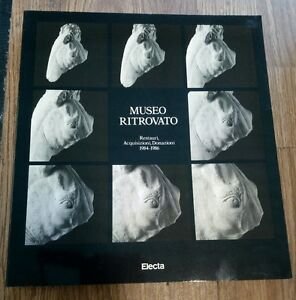 MUSEO
RITROVATO
Restauri,
Acquisizioni, Donazioni
1984-1986
Electa